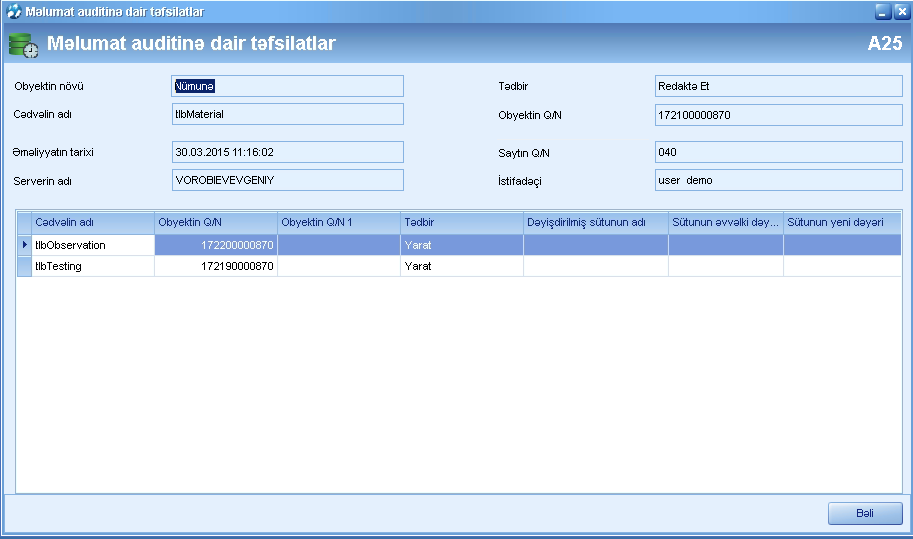 Məlumat auditinə dair təfsilatlar
Məlumat auditinə dair təfsilatlar A25
Obyektin növü Nümunə Tədbir Redaktə Et
Cədvəlin adı tlbMaterial Obyektin Q/N 172100000870
Əməliyyatın tarixi 30.03.2015 11:16:02 Saytın Q/N 040
Serverin adı VOROBIEVEVGENIY İstifadəçi user demo
Cədvəlin adı Obyektin Q/N Obyektin Q/N 1 Tədbir Dəyişdirilmiş sütunun adı Sütunun əvvəlki dəy... Sütunun yeni dəyəri
tlbObservation 172200000870 Yarat
tlbTesting 172190000870 Yarat
Bəli